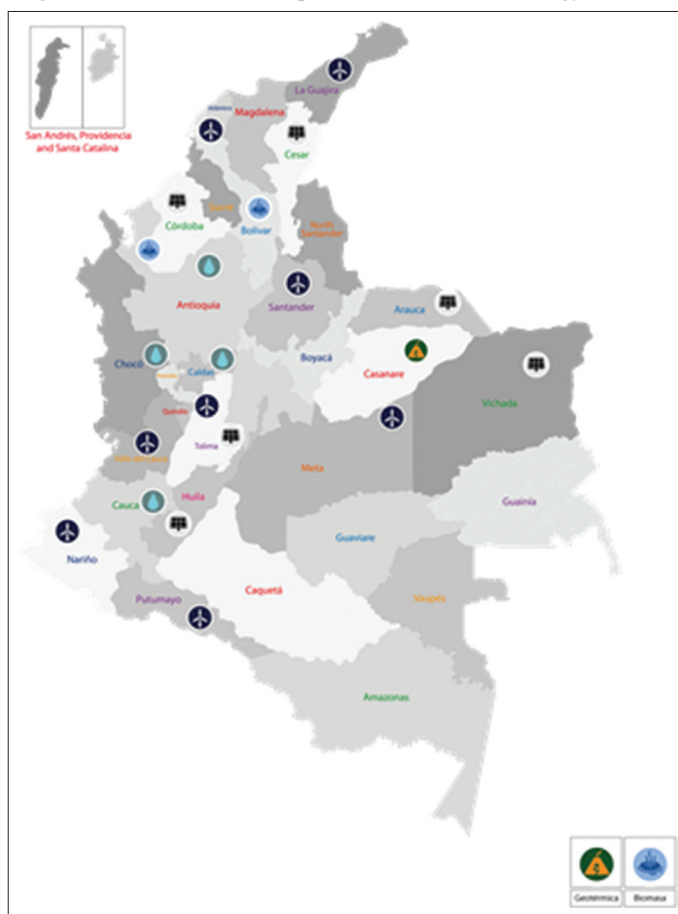 La Guajira
Atlántico
Magdalena
Cesar
San Andrés, Providencia
and Santa Catalina
Córdoba
Bolívar
North
Santander
Antioquia
Santander
Arauca
Chocó
Caldas
Boyacá
Casanare
Vichada
Quindío
Tolima
Meta
Cauca
Huila
Guainía
Nariño
Guaviare
Putumayo
Caquetá
Vaupés
Amazonas
Geotérmica
Biomasa